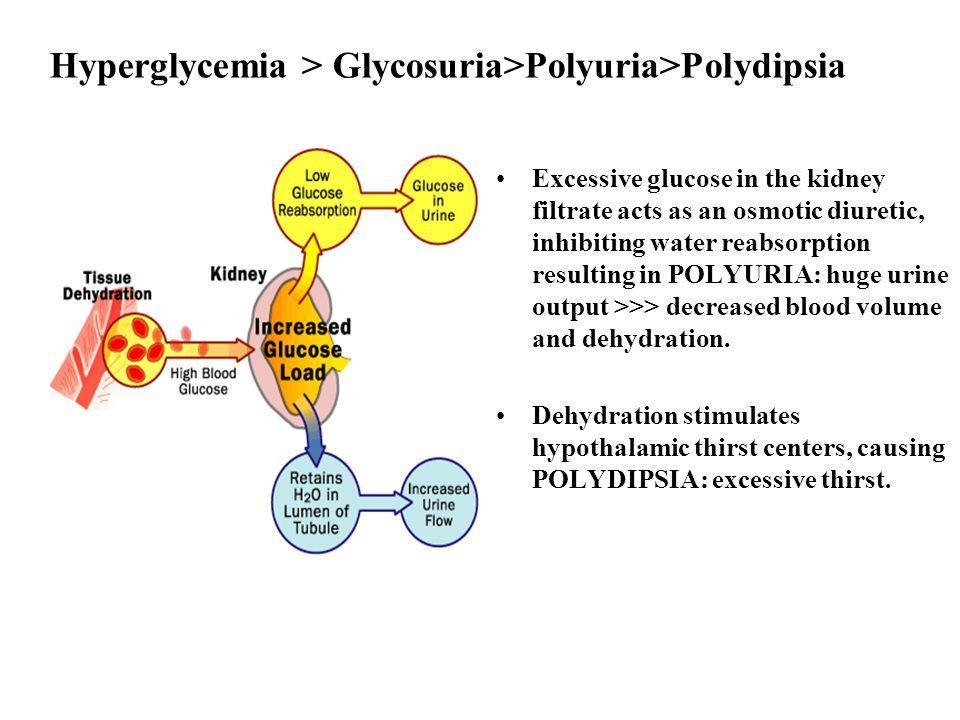 Hyperglycemia > Glycosuria>Polyuria>Polydipsia
Low
Glucose
Reabsorption
Glucose
in
Urine
Tissue
Dehydration
Kidney
Increased
Glucose
Load
High Blood
Glucose
Retains
H₂O in
Lumen of
Tubule
Increased
Urine
Flow
• Excessive glucose in the kidney
filtrate acts as an osmotic diuretic,
inhibiting water reabsorption
resulting in POLYURIA: huge urine
output >>> decreased blood volume
and dehydration.
• Dehydration stimulates
hypothalamic thirst centers, causing
POLYDIPSIA: excessive thirst.